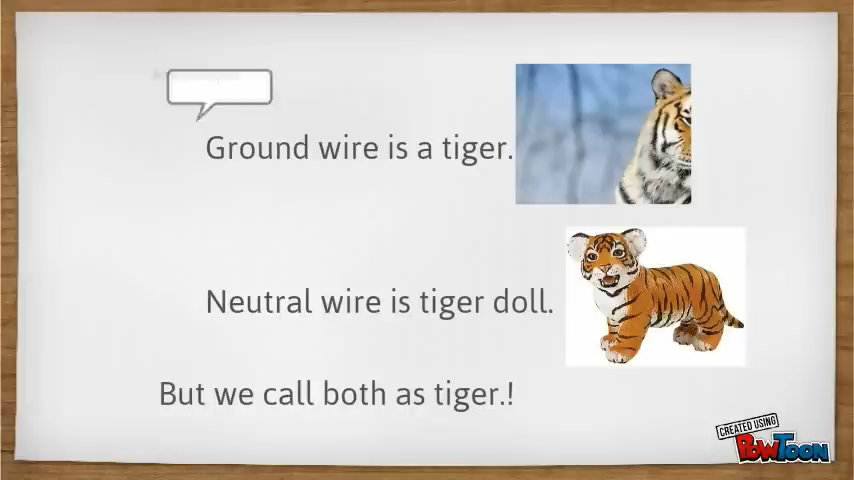 Ground wire is a tiger.
Neutral wire is tiger doll.
But we call both as tiger.!
CREATED USING
POWTOON